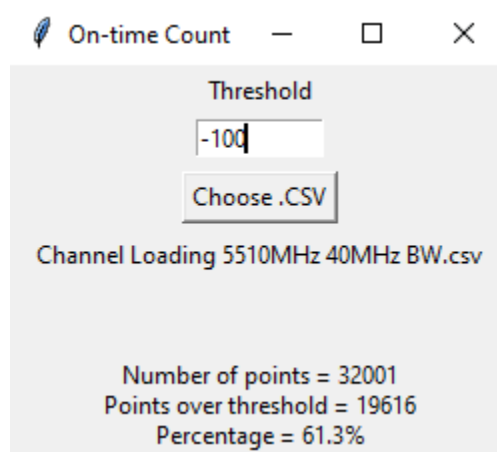 On-time Count
Threshold
-100
Choose .CSV
Channel Loading 5510MHz 40MHz BW.csv
Number of points = 32001
Points over threshold = 19616
Percentage = 61.3%